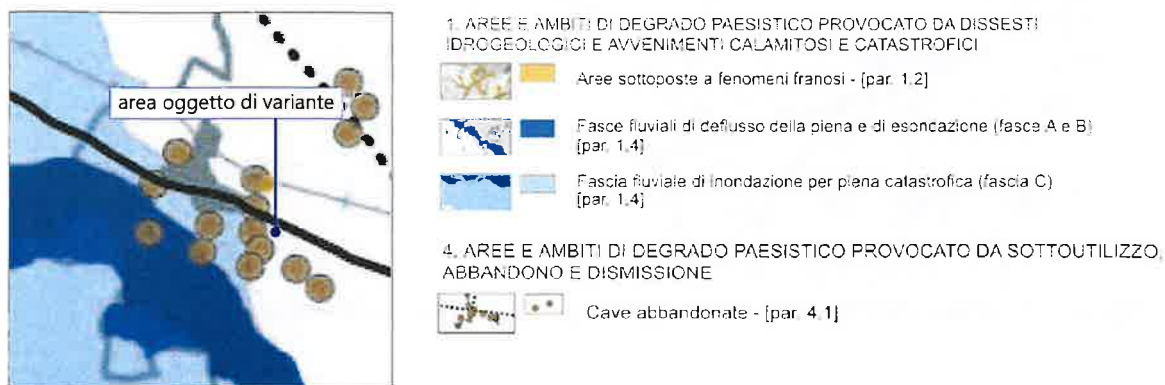 area oggetto di variante
1. AREE E AMBITI DI DEGRADO PAESISTICO PROVOCATO DA DISSESTI
IDROGEOLOGICI E AVVENIMENTI CALAMITOSI E CATASTROFICI
Aree sottoposte a fenomeni franosi - [par. 1.2]
Fasce fluviali di deflusso della piena e di esondazione (fasce A e B)
[par. 1.4]
Fascia fluviale di inondazione per piena catastrofica (fascia C)
[par. 1.4]
4. AREE E AMBITI DI DEGRADO PAESISTICO PROVOCATO DA SOTTOUTILIZZO,
ABBANDONO E DISMISSIONE
Cave abbandonate - [par. 4.1]